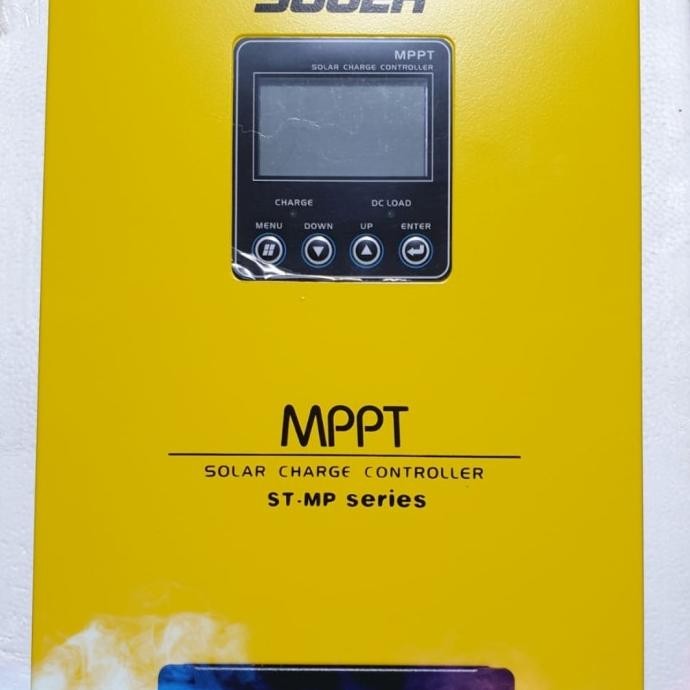 MPPT
SOLAR CHARGE CONTROLLER
CHARGE DC LOAD
MENU DOWN UP ENTER
MPPT
SOLAR CHARGE CONTROLLER
ST-MP series